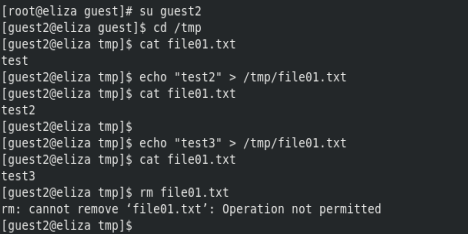 [root@eliza guest]# su guest2
[guest2@eliza guest]$ cd /tmp
[guest2@eliza tmp]$ cat file01.txt
test
[guest2@eliza tmp]$ echo "test2" > /tmp/file01.txt
[guest2@eliza tmp]$ cat file01.txt
test2
[guest2@eliza tmp]$
[guest2@eliza tmp]$ echo "test3" > /tmp/file01.txt
[guest2@eliza tmp]$ cat file01.txt
test3
[guest2@eliza tmp]$ rm file01.txt
rm: cannot remove ‘file01.txt’: Operation not permitted
[guest2@eliza tmp]$